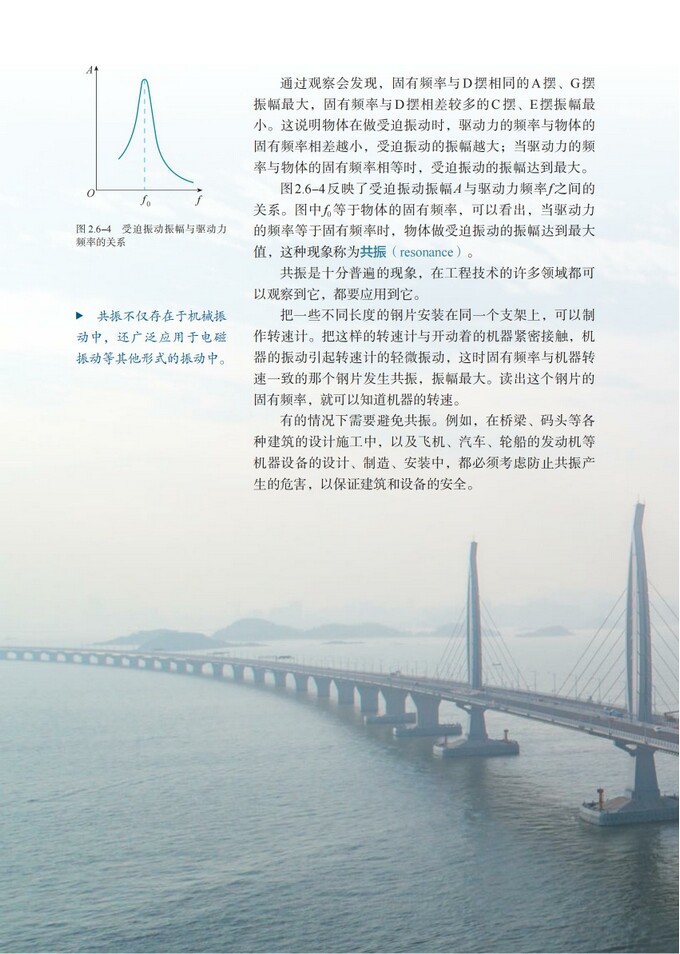 A
O
f₀
f
图 2.6-4 受迫振动振幅与驱动力
频率的关系
▶ 共振不仅存在于机械振
动中，还广泛应用于电磁
振动等其他形式的振动中。
通过观察会发现，固有频率与D摆相同的A摆、G摆
振幅最大，固有频率与D摆相差较多的C摆、E摆振幅最
小。这说明物体在做受迫振动时，驱动力的频率与物体的
固有频率相差越小，受迫振动的振幅越大；当驱动力的频
率与物体的固有频率相等时，受迫振动的振幅达到最大。
图2.6-4反映了受迫振动振幅A与驱动力频率f之间的
关系。图中f₀等于物体的固有频率，可以看出，当驱动力
的频率等于固有频率时，物体做受迫振动的振幅达到最大
值，这种现象称为共振（resonance）。
共振是十分普遍的现象，在工程技术的许多领域都可
以观察到它，都要应用到它。
把一些不同长度的钢片安装在同一个支架上，可以制
作转速计。把这样的转速计与开动着的机器紧密接触，机
器的振动引起转速计的轻微振动，这时固有频率与机器转
速一致的那个钢片发生共振，振幅最大。读出这个钢片的
固有频率，就可以知道机器的转速。
有的情况下需要避免共振。例如，在桥梁、码头等各
种建筑的设计施工中，以及飞机、汽车、轮船的发动机等
机器设备的设计、制造、安装中，都必须考虑防止共振产
生的危害，以保证建筑和设备的安全。